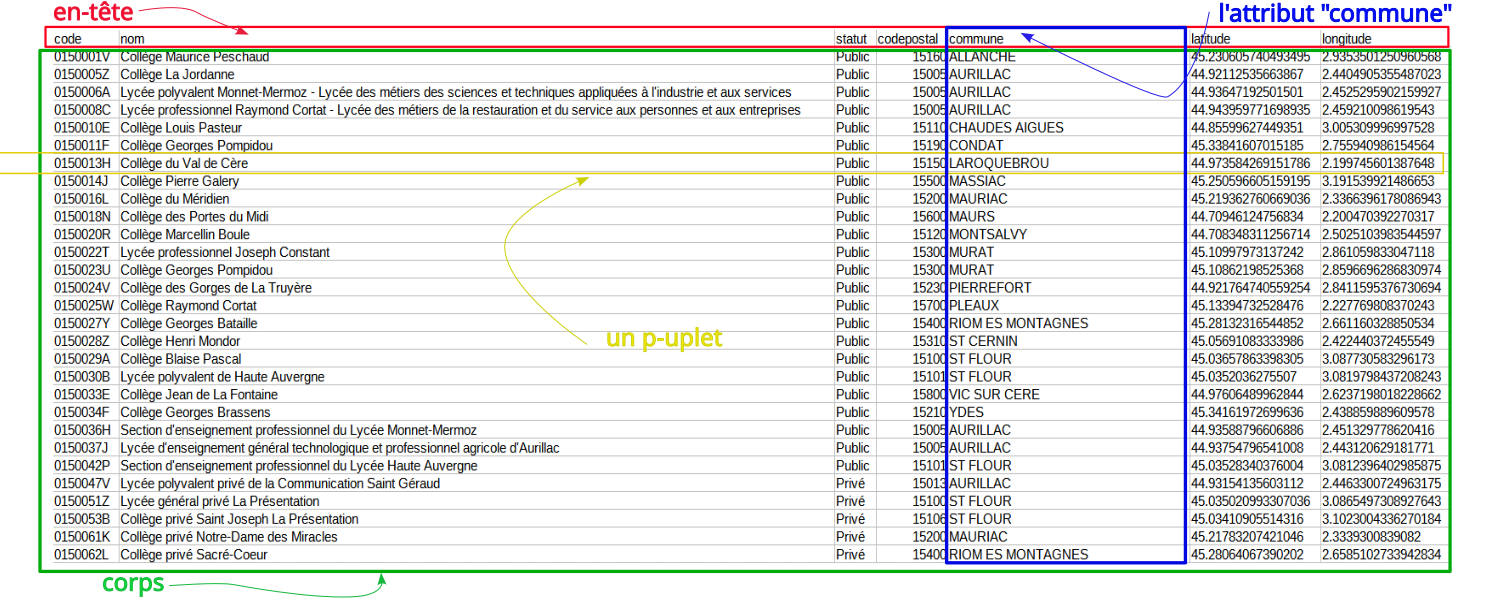 en-tête
l'attribut "commune"
code nom statut codepostal commune latitude longitude
0150001V Collège Maurice Peschaud Public 15160 ALLANCHE 45.230605740493495 2.9353501250960568
0150005Z Collège La Jordanne Public 15005 AURILLAC 44.92112535663867 2.4404905355487023
0150006A Lycée polyvalent Monnet-Mermoz - Lycée des métiers des sciences et techniques appliquées à l'industrie et aux services Public 15005 AURILLAC 44.93647192501501 2.4525295902159927
0150008C Lycée professionnel Raymond Cortat - Lycée des métiers de la restauration et du service aux personnes et aux entreprises Public 15005 AURILLAC 44.943959771698935 2.459210098619543
0150010E Collège Louis Pasteur Public 15110 CHAUDES AIGUES 44.85599627449351 3.005309996997528
0150011F Collège Georges Pompidou Public 15190 CONDAT 45.33841607015185 2.755940986154564
0150013H Collège du Val de Cère Public 15150 LAROQUEBROU 44.973584269151786 2.199745601387648
0150014J Collège Pierre Galery Public 15500 MASSIAC 45.250596605159195 3.191539921486653
0150016L Collège du Méridien Public 15200 MAURIAC 45.219362760669036 2.3366396178086943
0150018N Collège des Portes du Midi Public 15600 MAURS 44.70946124756834 2.200470392270317
0150020R Collège Marcellin Boule Public 15120 MONTSALVY 44.708348311256714 2.5025103983544597
0150022T Lycée professionnel Joseph Constant Public 15300 MURAT 45.10997973137242 2.861059833047118
0150023U Collège Georges Pompidou Public 15300 MURAT 45.10862198525368 2.8596696286830974
0150024V Collège des Gorges de La Truyère Public 15230 PIERREFORT 44.921764740559254 2.8411595376730694
0150025W Collège Raymond Cortat Public 15700 PLEAUX 45.13394732528476 2.227769808370243
0150027Y Collège Georges Bataille Public 15400 RIOM ES MONTAGNES 45.28132316544852 2.661160328850534
un p-uplet
0150028Z Collège Henri Mondor Public 15310 ST CERNIN 45.05691083333986 2.422440372455549
0150029A Collège Blaise Pascal Public 15100 ST FLOUR 45.03657863398305 3.087730583296173
0150030B Lycée polyvalent de Haute Auvergne Public 15101 ST FLOUR 45.0352036275507 3.0819798437208243
0150033E Collège Jean de La Fontaine Public 15800 VIC SUR CERE 44.97606489962844 2.6237198018228662
0150034F Collège Georges Brassens Public 15210 YDES 45.34161972699636 2.438859889609578
0150036H Section d'enseignement professionnel du Lycée Monnet-Mermoz Public 15005 AURILLAC 44.93588796606886 2.451329778620416
0150037J Lycée d'enseignement général technologique et professionnel agricole d'Aurillac Public 15005 AURILLAC 44.93754796541008 2.443120629181771
0150042P Section d'enseignement professionnel du Lycée Haute Auvergne Public 15101 ST FLOUR 45.03528340376004 3.0812396402985875
0150047V Lycée polyvalent privé de la Communication Saint Géraud Privé 15013 AURILLAC 44.93154135603112 2.4463300724963175
0150051Z Lycée général privé La Présentation Privé 15100 ST FLOUR 45.035020993307036 3.0865497308927643
0150053B Collège privé Saint Joseph La Présentation Privé 15106 ST FLOUR 45.03410905514316 3.1023004336270184
0150061K Collège privé Notre-Dame des Miracles Privé 15200 MAURIAC 45.21783207421046 2.3339300839082
0150062L Collège privé Sacré-Coeur Privé 15400 RIOM ES MONTAGNES 45.28064067390202 2.6585102733942834
corps